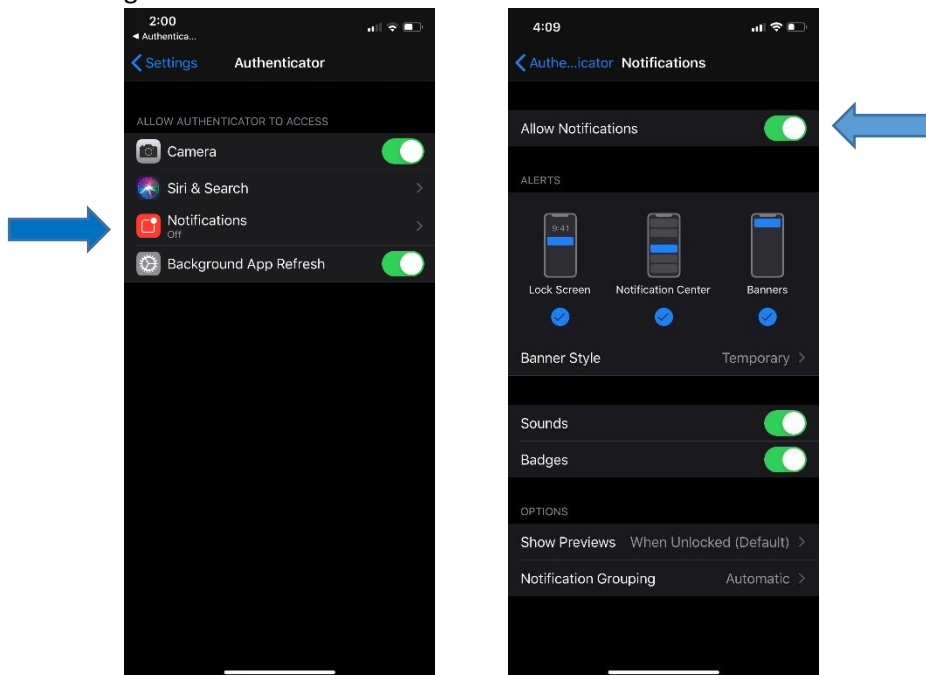 2:00
Authentica...
Settings
Authenticator
ALLOW AUTHENTICATOR TO ACCESS
Camera
Siri & Search
Notifications
Off
Background App Refresh
4:09
Authe...icator
Notifications
Allow Notifications
ALERTS
9:41
Lock Screen
Notification Center
Banners
Banner Style
Temporary
Sounds
Badges
OPTIONS
Show Previews
When Unlocked (Default)
Notification Grouping
Automatic